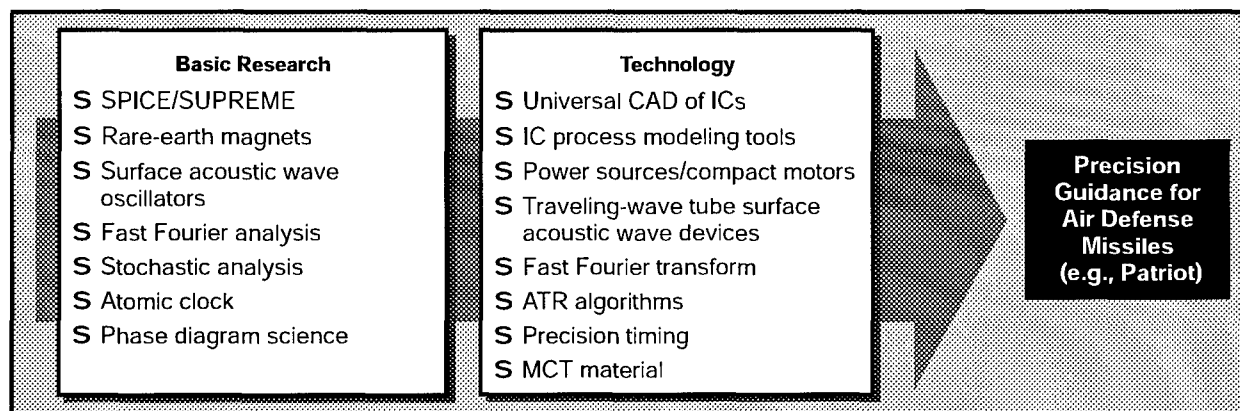 Basic Research
S SPICE/SUPREME
S Rare-earth magnets
S Surface acoustic wave
oscillators
S Fast Fourier analysis
S Stochastic analysis
S Atomic clock
S Phase diagram science
Technology
S Universal CAD of ICs
S IC process modeling tools
S Power sources/compact motors
S Traveling-wave tube surface
acoustic wave devices
S Fast Fourier transform
S ATR algorithms
S Precision timing
S MCT material
Precision
Guidance for
Air Defense
Missiles
(e.g., Patriot)